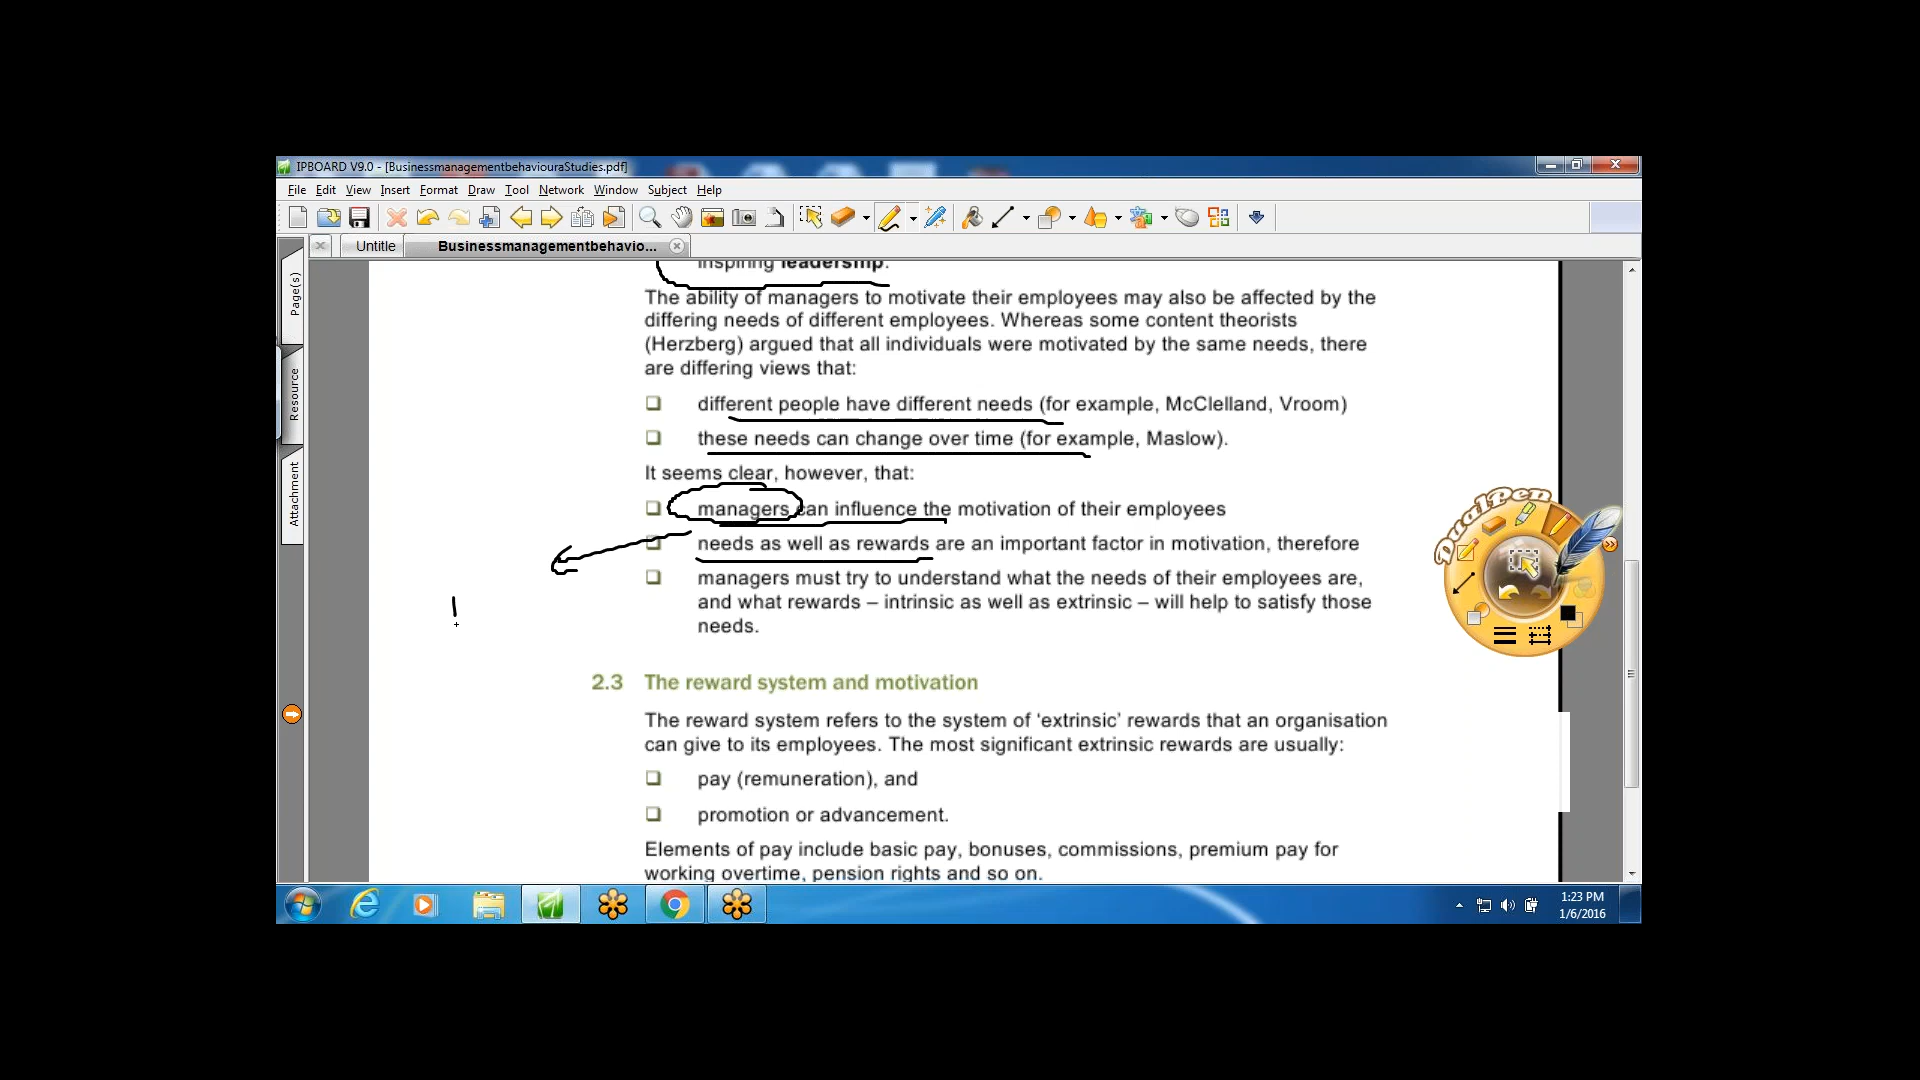 IPBOARD V9.0 - [BusinessmanagementbehaviouraStudies.pdf]
File Edit View Insert Format Draw Tool Network Window Subject Help
Untitle Businessmanagementbehavio...
Page(s)
Resource
Attachment
inspiring leadership.
The ability of managers to motivate their employees may also be affected by the
differing needs of different employees. Whereas some content theorists
(Herzberg) argued that all individuals were motivated by the same needs, there
are differing views that:
❑ different people have different needs (for example, McClelland, Vroom)
❑ these needs can change over time (for example, Maslow).
It seems clear, however, that:
❑ managers can influence the motivation of their employees
❑ needs as well as rewards are an important factor in motivation, therefore
❑ managers must try to understand what the needs of their employees are,
and what rewards – intrinsic as well as extrinsic – will help to satisfy those
needs.
2.3 The reward system and motivation
The reward system refers to the system of ‘extrinsic’ rewards that an organisation
can give to its employees. The most significant extrinsic rewards are usually:
❑ pay (remuneration), and
❑ promotion or advancement.
Elements of pay include basic pay, bonuses, commissions, premium pay for
working overtime, pension rights and so on.
DualPen
1:23 PM
1/6/2016